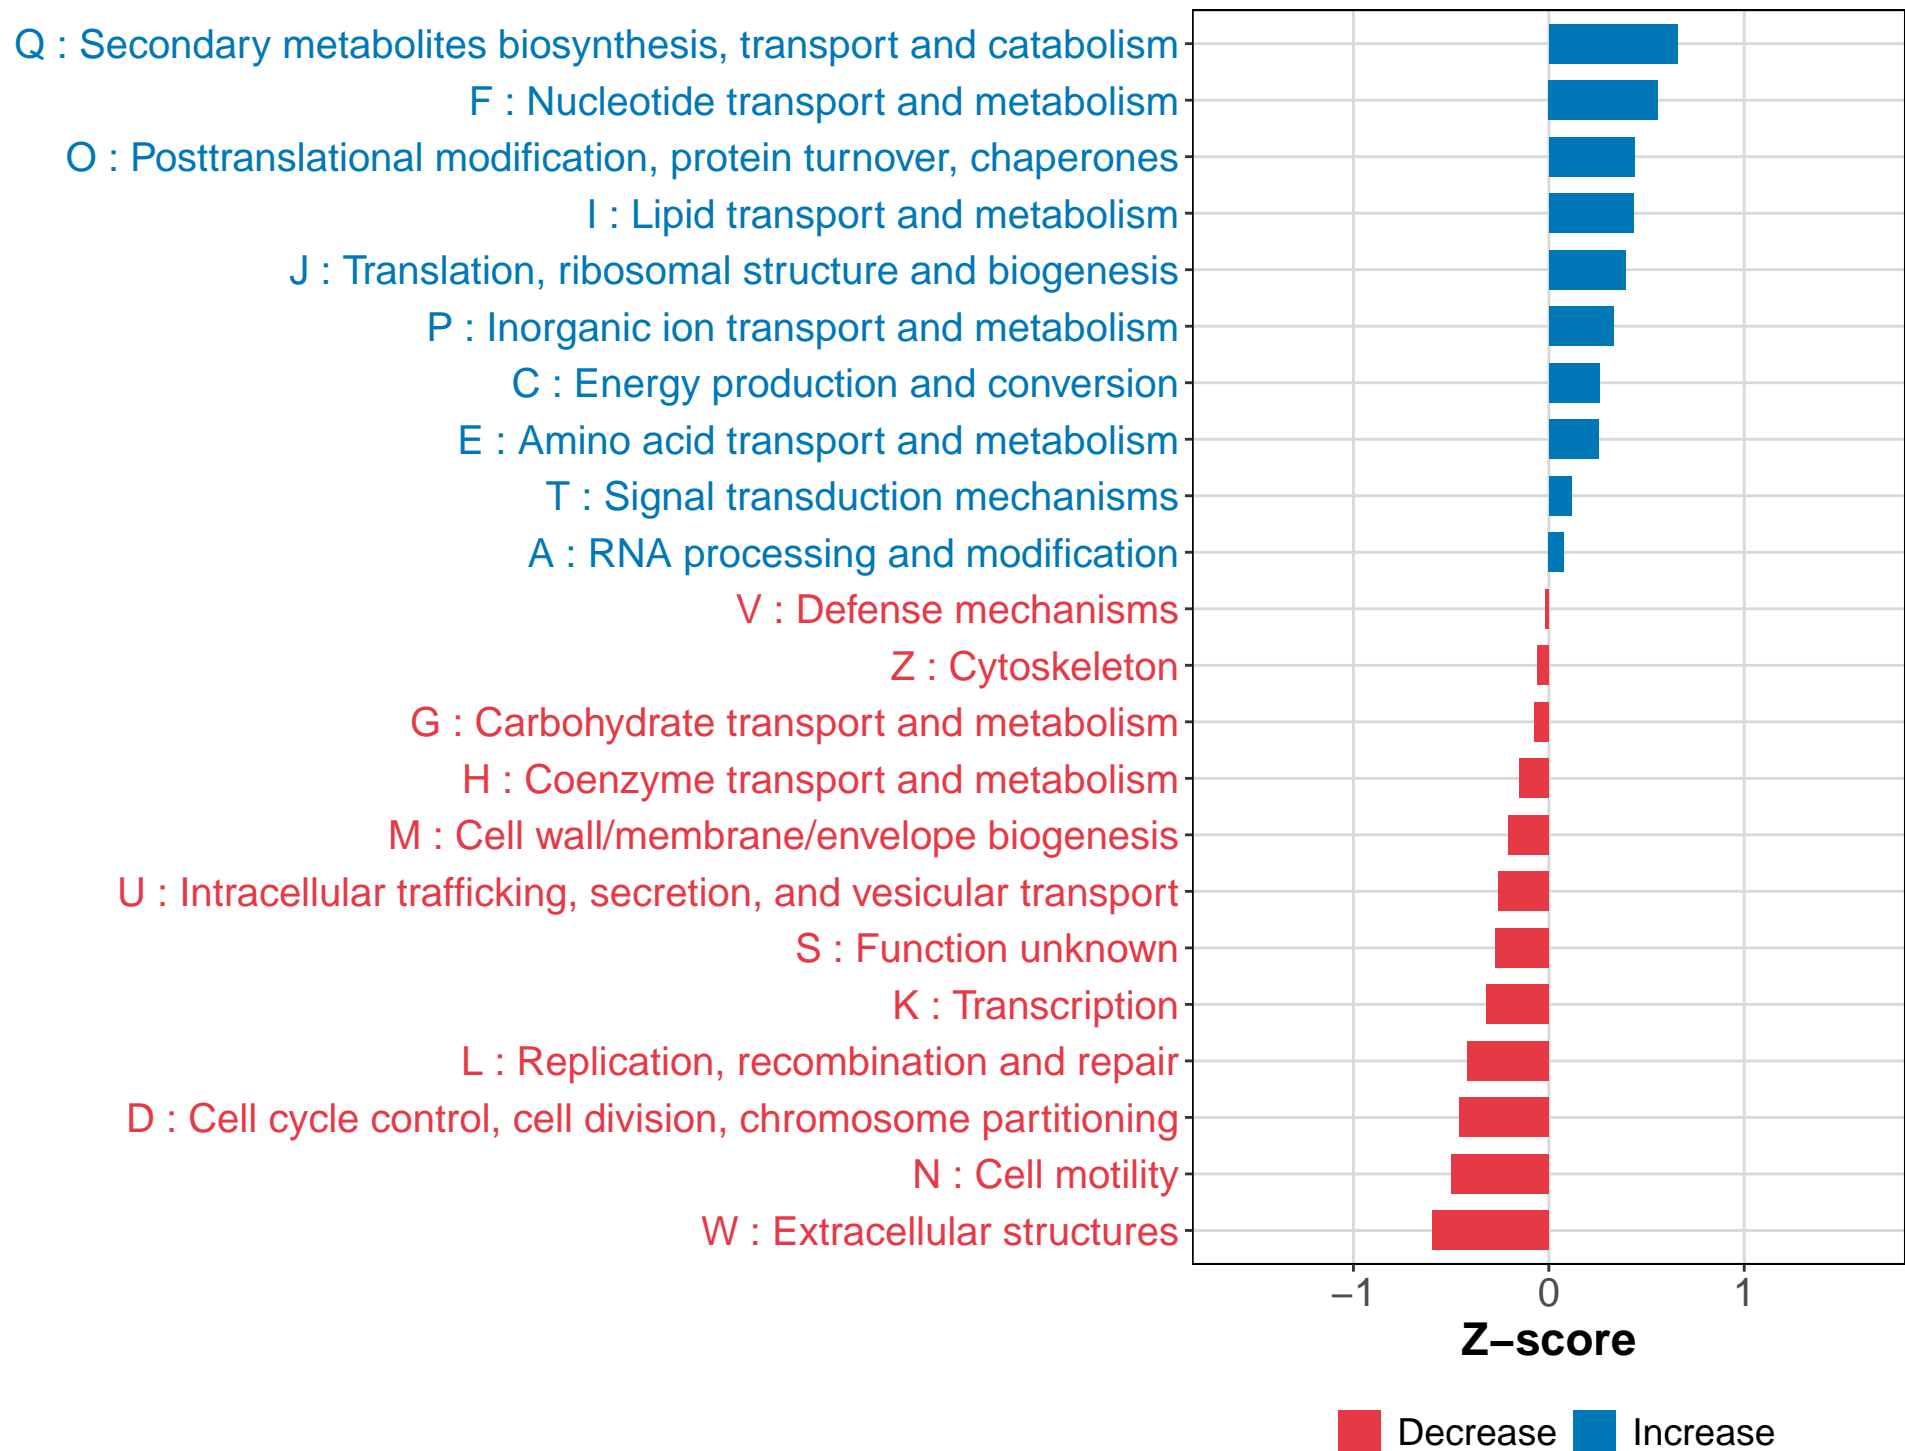 Q : Secondary metabolites biosynthesis, transport and catabolism
F : Nucleotide transport and metabolism
O : Posttranslational modification, protein turnover, chaperones
I : Lipid transport and metabolism
J : Translation, ribosomal structure and biogenesis
P : Inorganic ion transport and metabolism
C : Energy production and conversion
E : Amino acid transport and metabolism
T : Signal transduction mechanisms
A : RNA processing and modification
V : Defense mechanisms
Z : Cytoskeleton
G : Carbohydrate transport and metabolism
H : Coenzyme transport and metabolism
M : Cell wall/membrane/envelope biogenesis
U : Intracellular trafficking, secretion, and vesicular transport
S : Function unknown
K : Transcription
L : Replication, recombination and repair
D : Cell cycle control, cell division, chromosome partitioning
N : Cell motility
W : Extracellular structures
−1 0 1
Z−score
Decrease Increase